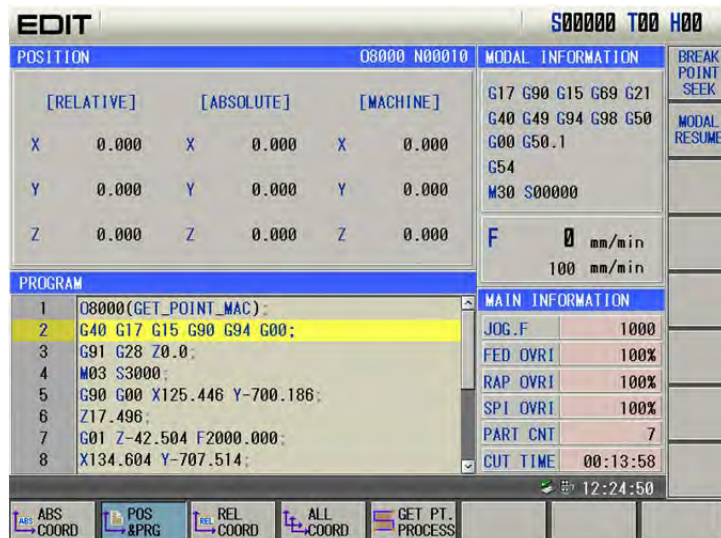 EDIT S00000 T00 H00
POSITION O8000 N00010
[RELATIVE] [ABSOLUTE] [MACHINE]
X 0.000 X 0.000 X 0.000
Y 0.000 Y 0.000 Y 0.000
Z 0.000 Z 0.000 Z 0.000
MODAL INFORMATION
G17 G90 G15 G69 G21
G40 G49 G94 G98 G50
G00 G50.1
G54
M30 S00000
F 0 mm/min
100 mm/min
BREAK
POINT
SEEK
MODAL
RESUME
PROGRAM
1 O8000(GET_POINT_MAC);
2 G40 G17 G15 G90 G94 G00;
3 G91 G28 Z0.0;
4 M03 S3000;
5 G90 G00 X125.446 Y-700.186;
6 Z17.496;
7 G01 Z-42.504 F2000.000;
8 X134.604 Y-707.514;
MAIN INFORMATION
JOG.F 1000
FED OVRI 100%
RAP OVRI 100%
SPI OVRI 100%
PART CNT 7
CUT TIME 00:13:58
12:24:50
ABS ABS
COORD
POS
&PRG
REL REL
COORD
ALL
COORD
GET PT.
PROCESS